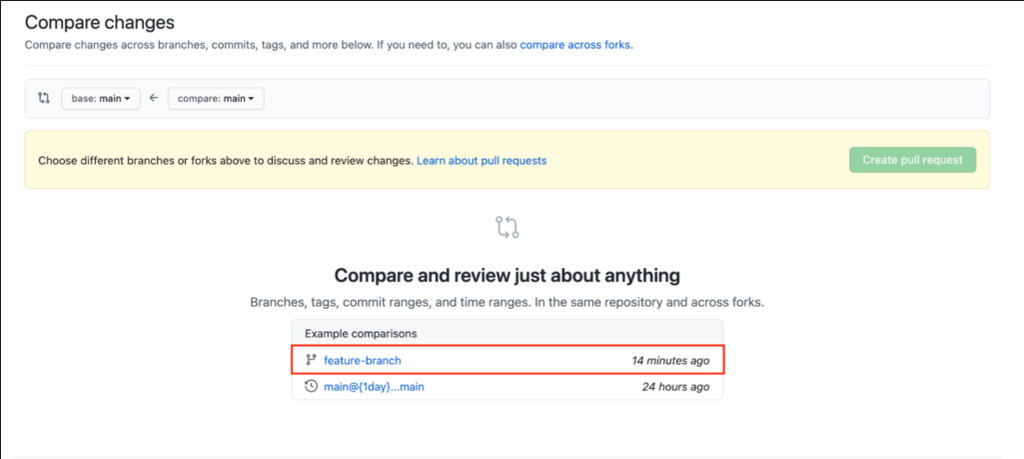 Compare changes
Compare changes across branches, commits, tags, and more below. If you need to, you can also compare across forks.
base: main ← compare: main
Choose different branches or forks above to discuss and review changes. Learn about pull requests Create pull request
Compare and review just about anything
Branches, tags, commit ranges, and time ranges. In the same repository and across forks.
Example comparisons
feature-branch 14 minutes ago
main@{1day}...main 24 hours ago